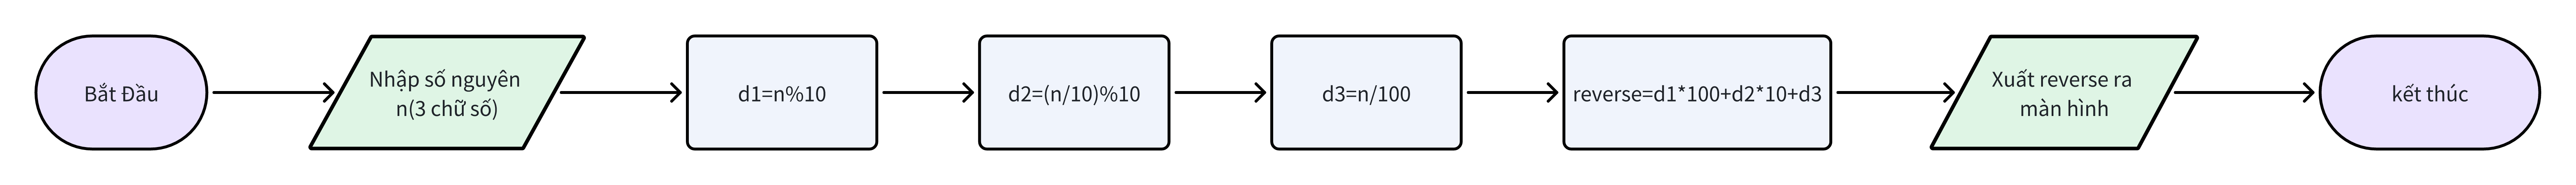 Bắt Đầu
Nhập số nguyên
n(3 chữ số)
d1=n%10
d2=(n/10)%10
d3=n/100
reverse=d1*100+d2*10+d3
Xuất reverse ra
màn hình
kết thúc